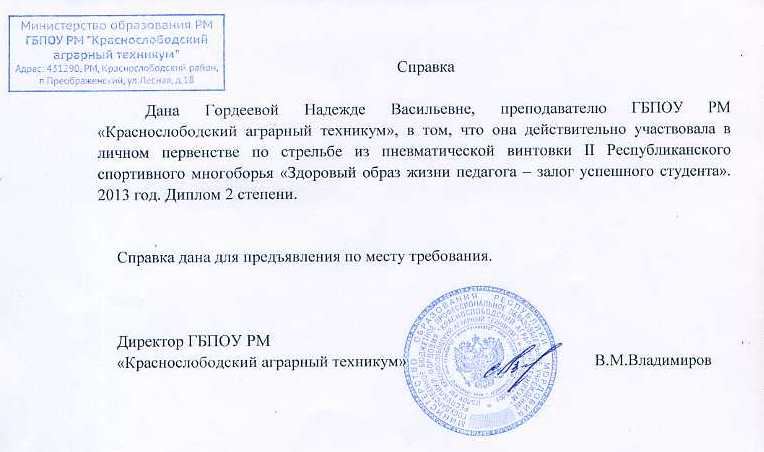 Министерство образования РМ
ГБПОУ РМ "Краснослободский
аграрный техникум"
Адрес: 431290, РМ, Краснослободский район,
п.Преображенский, ул.Лесная, д.18
Справка
Дана Гордеевой Надежде Васильевне, преподавателю ГБПОУ РМ
«Краснослободский аграрный техникум», в том, что она действительно участвовала в
личном первенстве по стрельбе из пневматической винтовки II Республиканского
спортивного многоборья «Здоровый образ жизни педагога – залог успешного студента».
2013 год. Диплом 2 степени.
Справка дана для предъявления по месту требования.
Директор ГБПОУ РМ
«Краснослободский аграрный техникум»
В.М.Владимиров